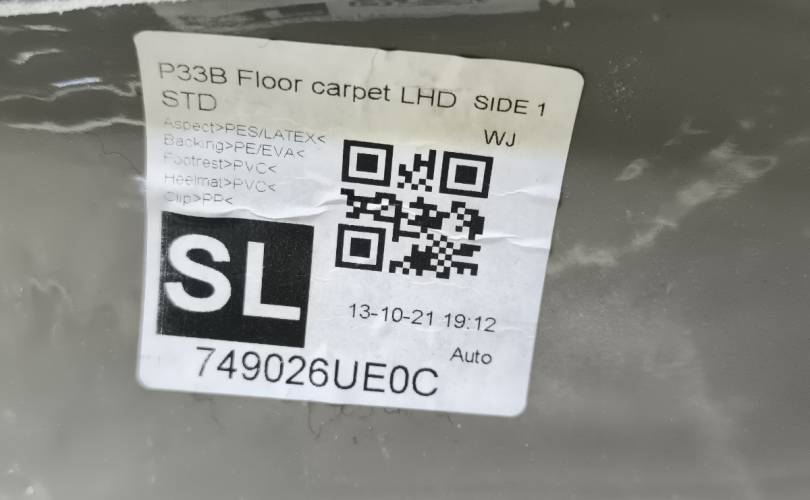 P33B Floor carpet LHD SIDE 1
STD
WJ
Aspect>PES/LATEX<
Backing>PE/EVA<
Footrest>PVC<
Heelmat>PVC<
Clip>PP<
SL
13-10-21 19:12
Auto
749026UE0C